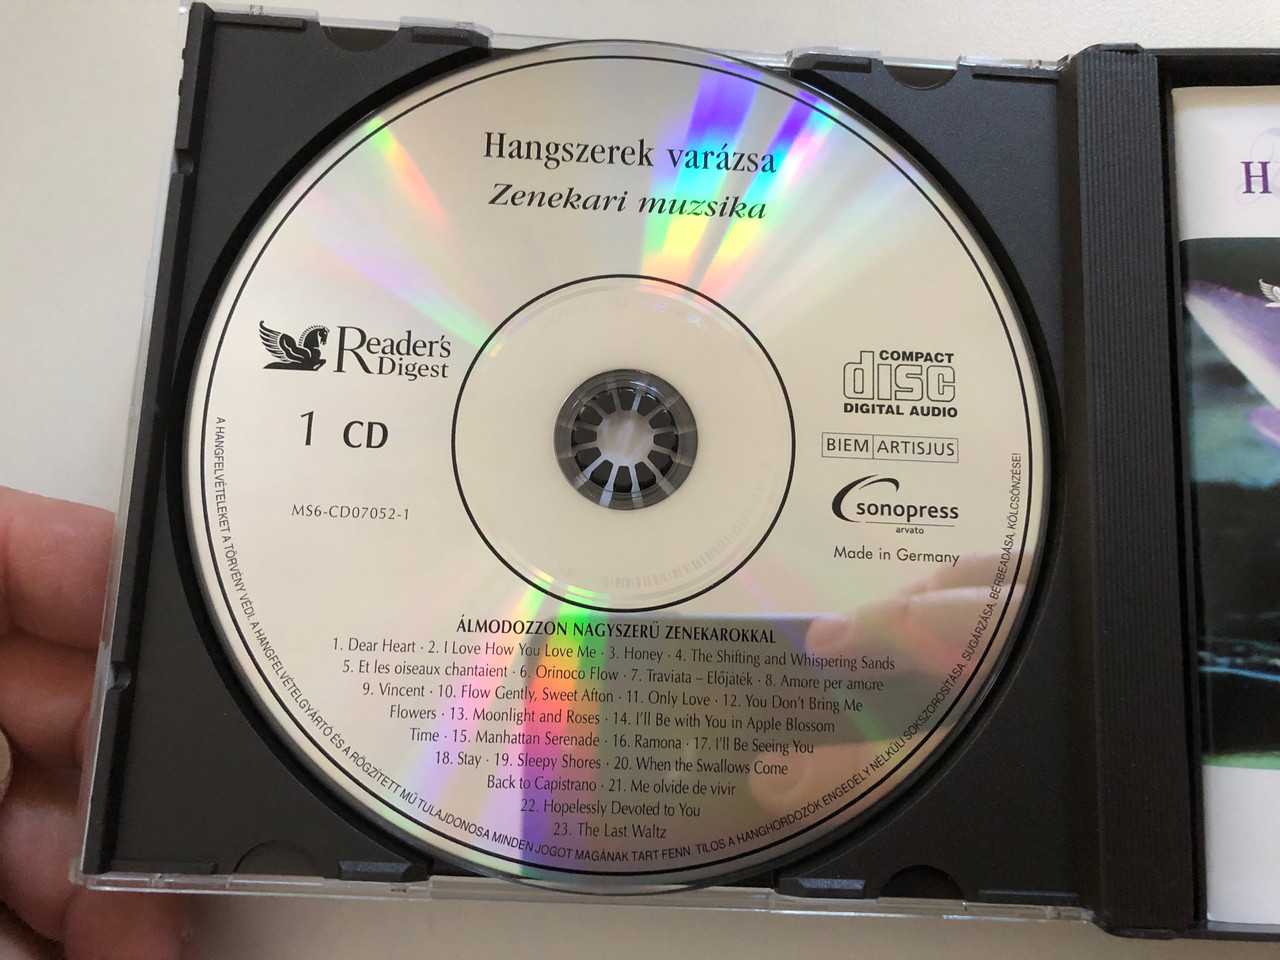 Hangszerek varázsa
Zenekari muzsika
Reader's
Digest
1 CD
MS6-CD07052-1
COMPACT
disc
DIGITAL AUDIO
BIEM ARTISJUS
sonopress
arvato
Made in Germany
ÁLMODOZZON NAGYSZERŰ ZENEKAROKKAL
1. Dear Heart · 2. I Love How You Love Me · 3. Honey · 4. The Shifting and Whispering Sands
5. Et les oiseaux chantaient · 6. Orinoco Flow · 7. Traviata – Előjáték · 8. Amore per amore
9. Vincent · 10. Flow Gently, Sweet Afton · 11. Only Love · 12. You Don't Bring Me
Flowers · 13. Moonlight and Roses · 14. I'll Be with You in Apple Blossom
Time · 15. Manhattan Serenade · 16. Ramona · 17. I'll Be Seeing You
18. Stay · 19. Sleepy Shores · 20. When the Swallows Come
Back to Capistrano · 21. Me olvide de vivir
22. Hopelessly Devoted to You
23. The Last Waltz
A HANGFELVÉTELEKET A TÖRVÉNY VÉDI. A HANGFELVÉTELGYÁRTÓ ÉS A RÖGZÍTETT MŰ TULAJDONOSA MINDEN JOGOT MAGÁNAK TART FENN. TILOS A HANGHORDOZÓK ENGEDÉLY NÉLKÜLI SOKSZOROSÍTÁSA, SUGÁRZÁSA, BÉRBEADÁSA, KÖLCSÖNZÉSE!
H